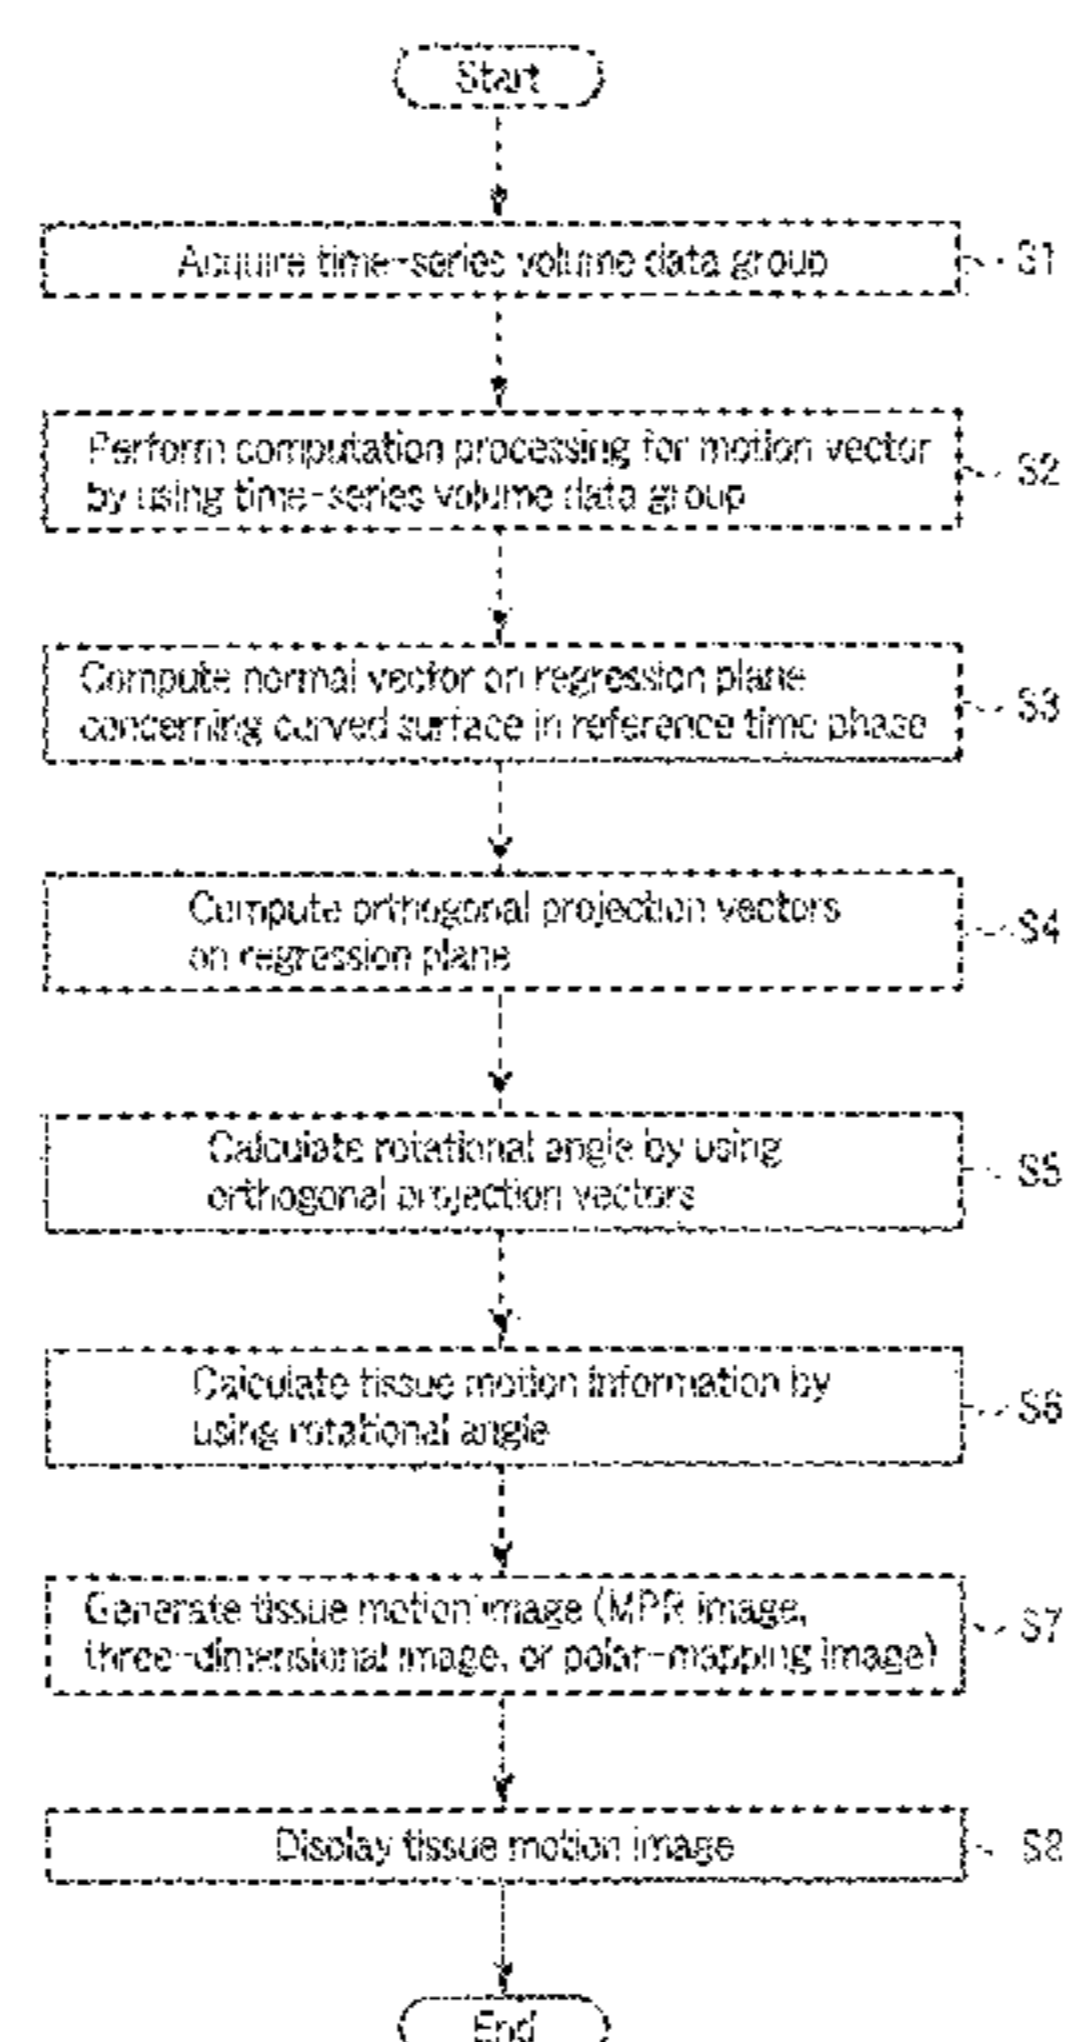 Start
Acquire time-series volume data group
S1
Perform computation processing for motion vector
by using time-series volume data group
S2
Compute normal vector on regression plane
concerning curved surface in reference time phase
S3
Compute orthogonal projection vectors
on regression plane
S4
Calculate rotational angle by using
orthogonal projection vectors
S5
Calculate tissue motion information by
using rotational angle
S6
Generate tissue motion image (MPR image,
three-dimensional image, or polar-mapping image)
S7
Display tissue motion image
S8
End